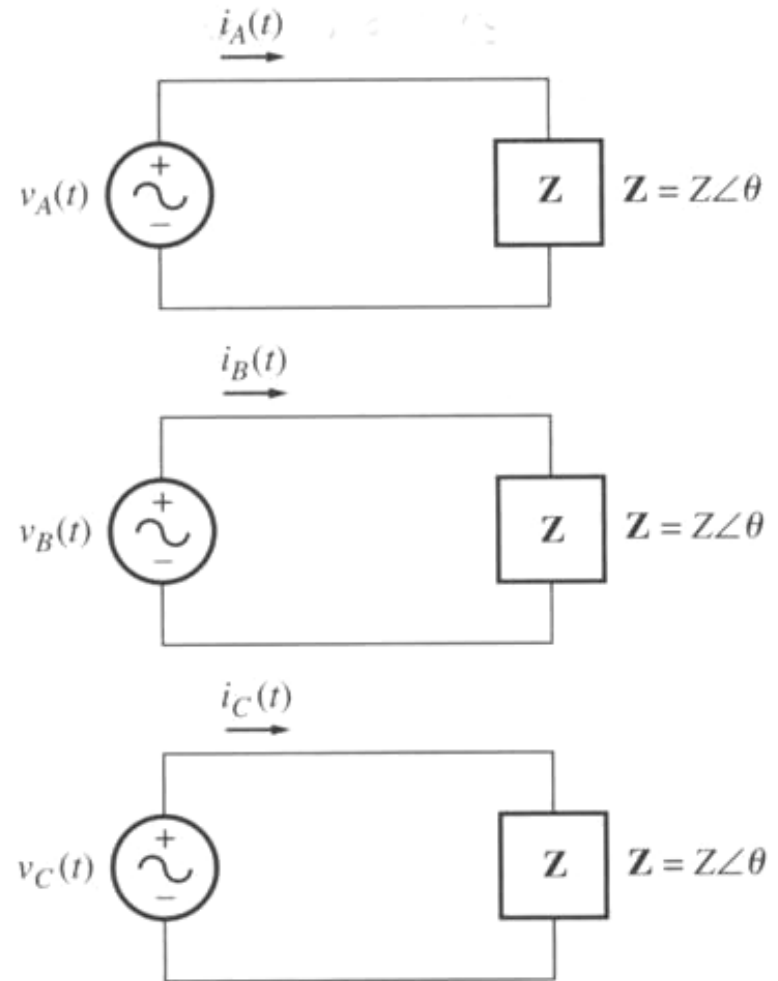 i_A(t)
+
v_A(t)
−
Z
Z = Z∠θ
i_B(t)
+
v_B(t)
−
Z
Z = Z∠θ
i_C(t)
+
v_C(t)
−
Z
Z = Z∠θ